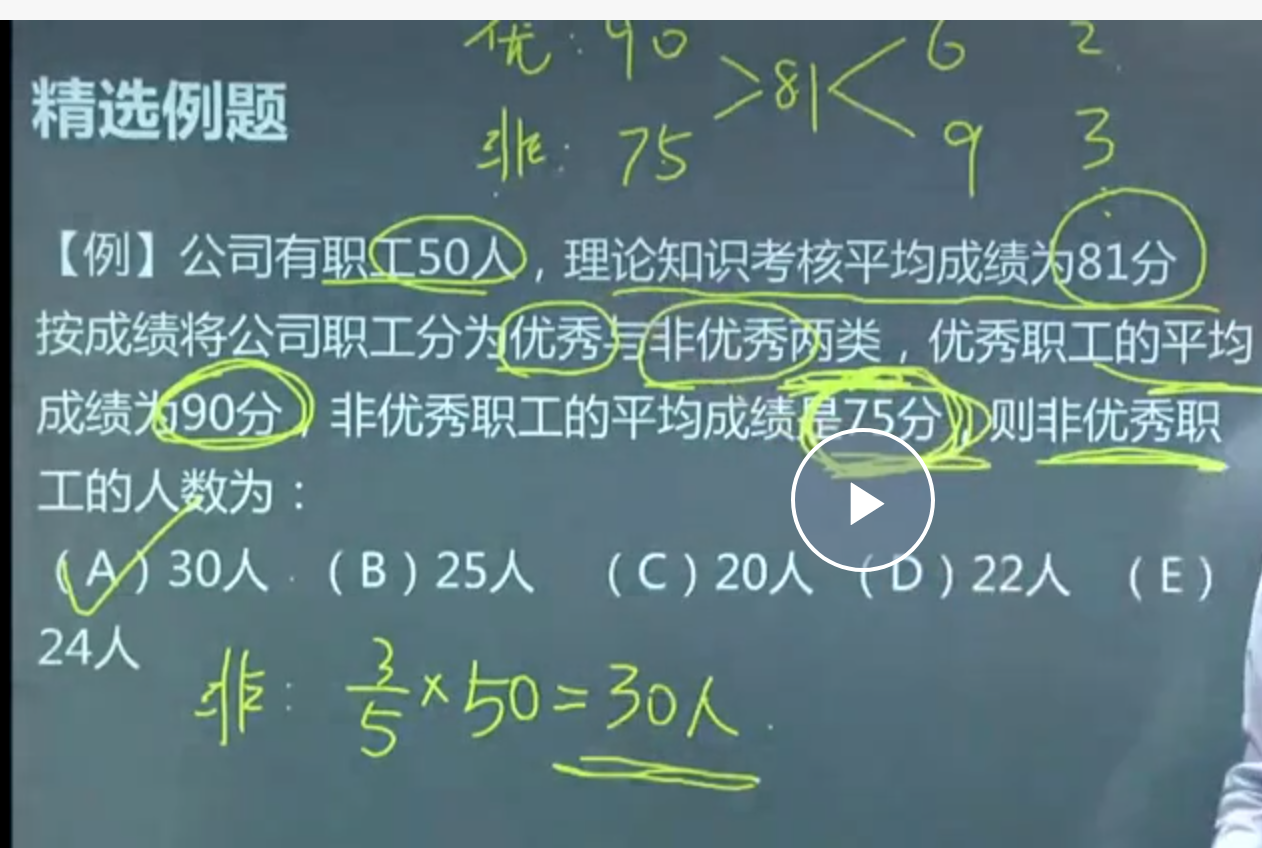 优：90 >81< 6 2
非：75 9 3
精选例题
【例】公司有职工50人，理论知识考核平均成绩为81分
按成绩将公司职工分为优秀与非优秀两类，优秀职工的平均
成绩为90分，非优秀职工的平均成绩是75分，则非优秀职
工的人数为：
（A）30人 （B）25人 （C）20人 （D）22人 （E）
24人
非：3/5×50=30人